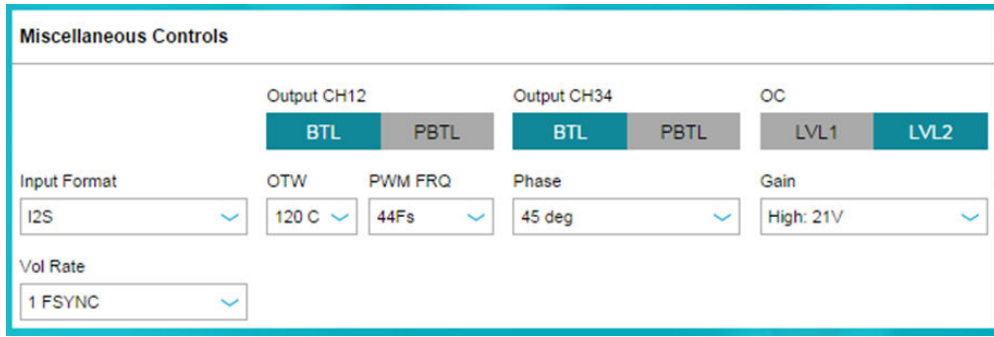 Miscellaneous Controls
Output CH12 Output CH34 OC
BTL PBTL BTL PBTL LVL1 LVL2
Input Format OTW PWM FRQ Phase Gain
I2S 120 C 44Fs 45 deg High: 21V
Vol Rate
1 FSYNC